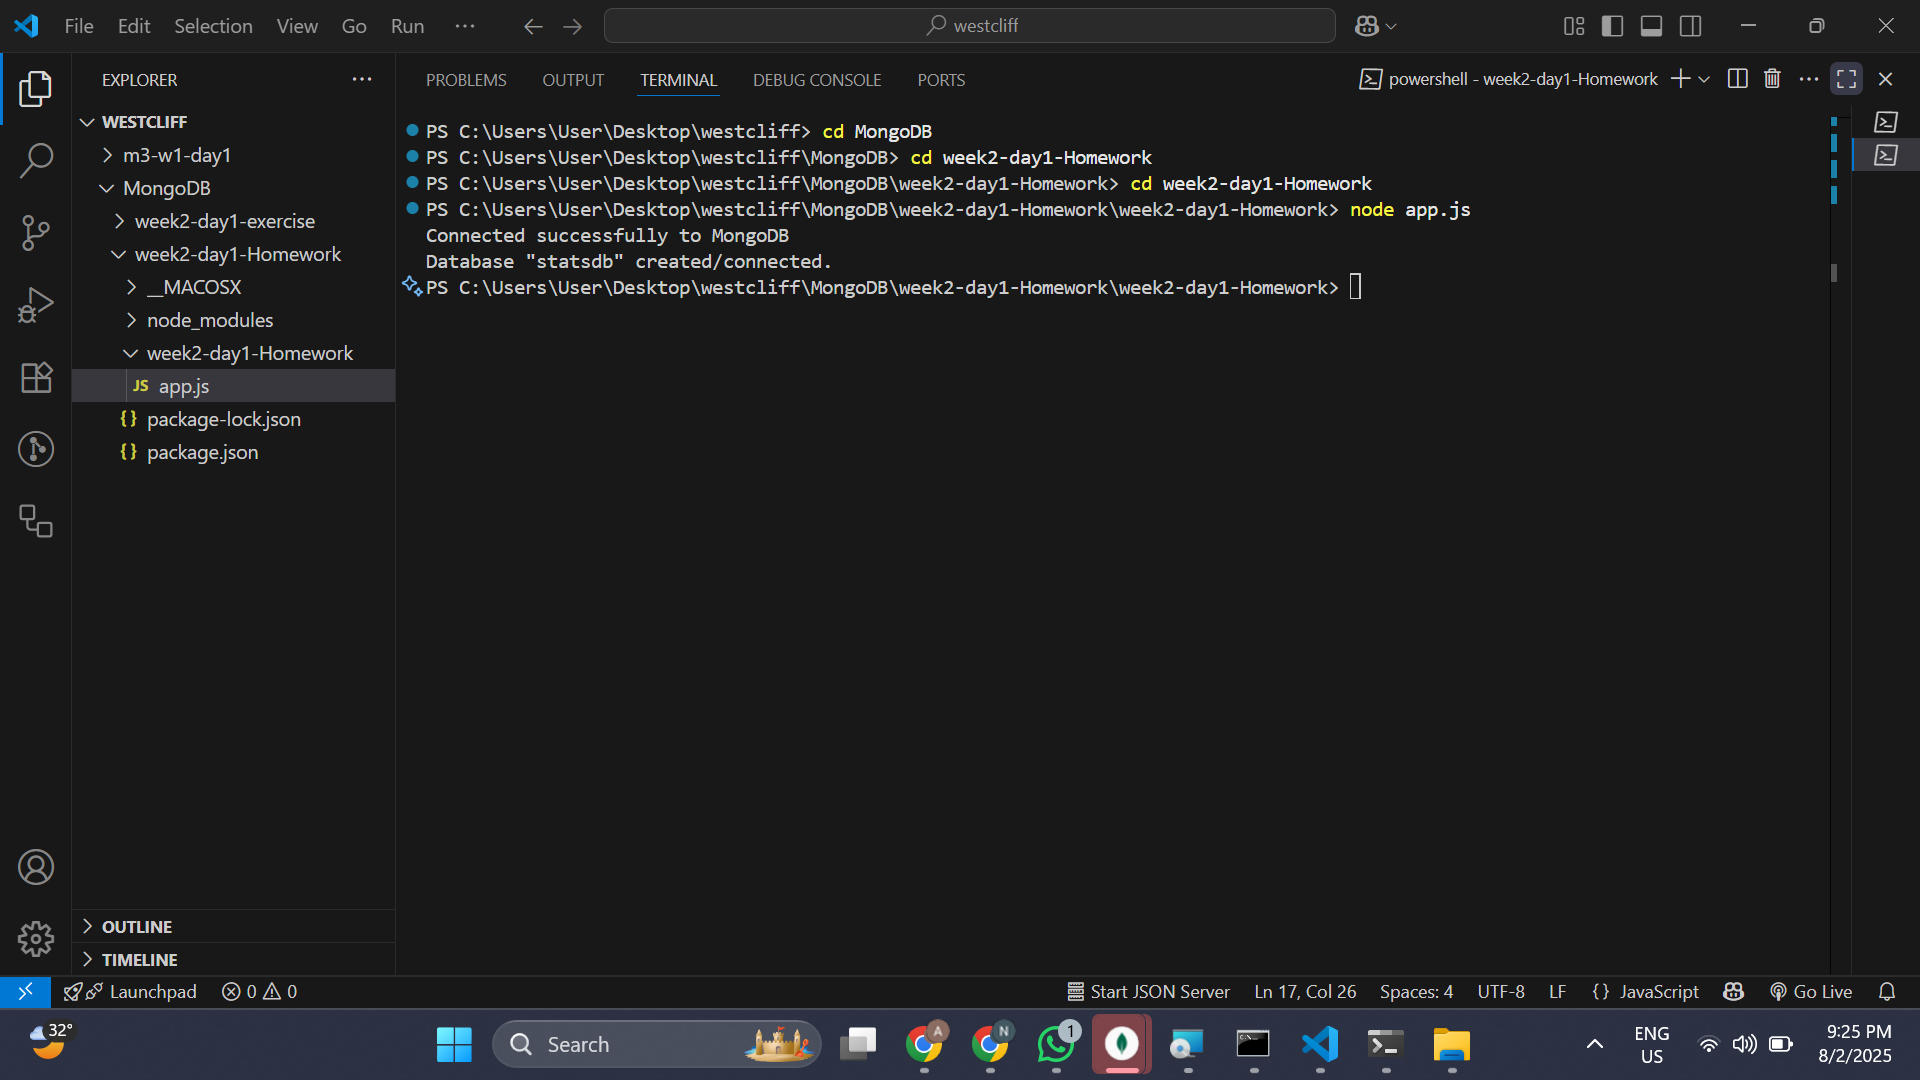 File Edit Selection View Go Run ··· westcliff
EXPLORER ···
WESTCLIFF
m3-w1-day1
MongoDB
week2-day1-exercise
week2-day1-Homework
__MACOSX
node_modules
week2-day1-Homework
JS app.js
{} package-lock.json
{} package.json
OUTLINE
TIMELINE
PROBLEMS OUTPUT TERMINAL DEBUG CONSOLE PORTS powershell - week2-day1-Homework ···
PS C:\Users\User\Desktop\westcliff> cd MongoDB
PS C:\Users\User\Desktop\westcliff\MongoDB> cd week2-day1-Homework
PS C:\Users\User\Desktop\westcliff\MongoDB\week2-day1-Homework> cd week2-day1-Homework
PS C:\Users\User\Desktop\westcliff\MongoDB\week2-day1-Homework\week2-day1-Homework> node app.js
Connected successfully to MongoDB
Database "statsdb" created/connected.
PS C:\Users\User\Desktop\westcliff\MongoDB\week2-day1-Homework\week2-day1-Homework>
Launchpad 0 0 Start JSON Server Ln 17, Col 26 Spaces: 4 UTF-8 LF {} JavaScript Go Live
32° Search A N 1 ENG 9:25 PM
US 8/2/2025